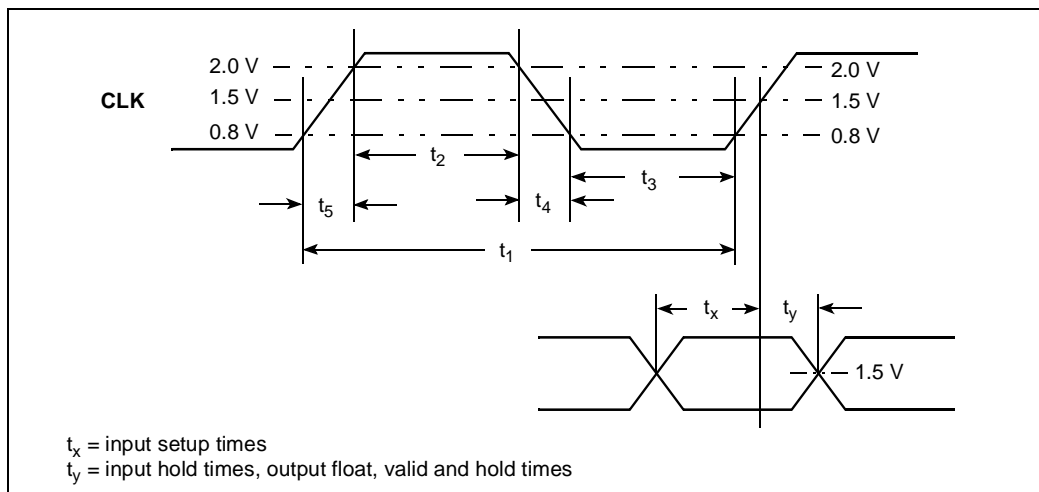 2.0 V
2.0 V
CLK
1.5 V
1.5 V
0.8 V
0.8 V
t2
t3
t5
t4
t1
tx
ty
1.5 V
tx = input setup times
ty = input hold times, output float, valid and hold times